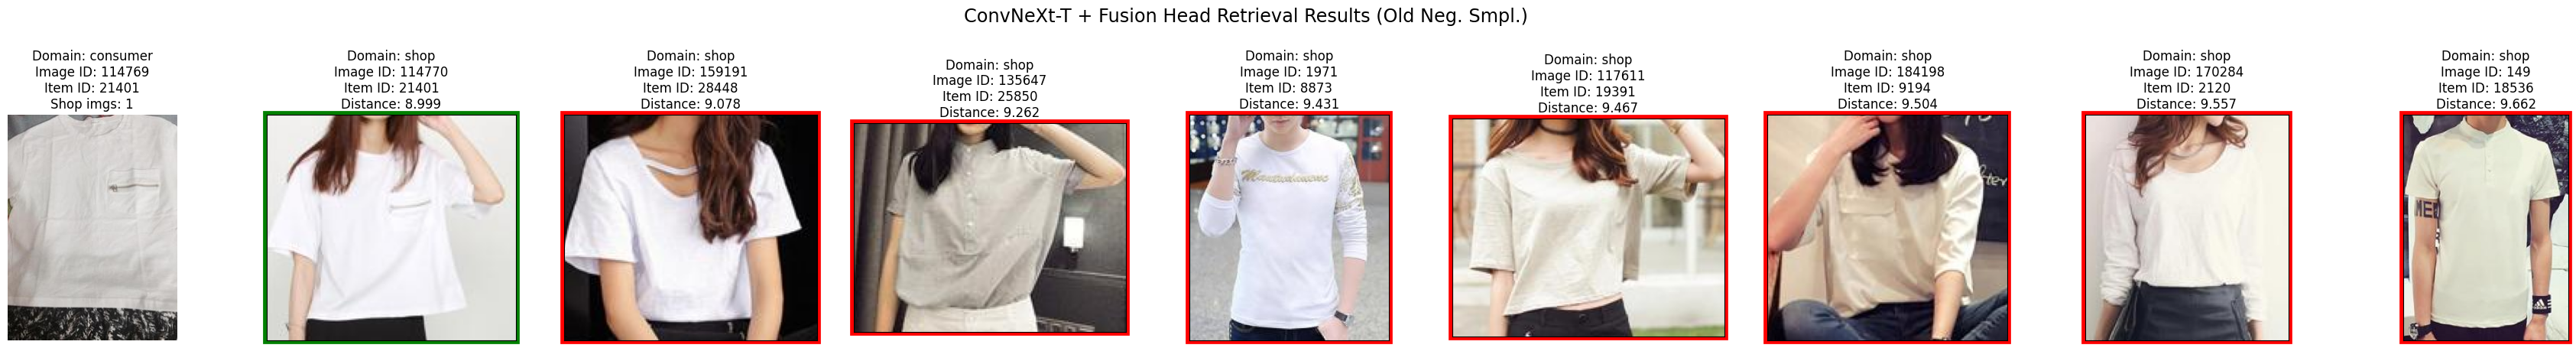 ConvNeXt-T + Fusion Head Retrieval Results (Old Neg. Smpl.)
Domain: consumer
Image ID: 114769
Item ID: 21401
Shop imgs: 1
Domain: shop
Image ID: 114770
Item ID: 21401
Distance: 8.999
Domain: shop
Image ID: 159191
Item ID: 28448
Distance: 9.078
Domain: shop
Image ID: 135647
Item ID: 25850
Distance: 9.262
Domain: shop
Image ID: 1971
Item ID: 8873
Distance: 9.431
Domain: shop
Image ID: 117611
Item ID: 19391
Distance: 9.467
Domain: shop
Image ID: 184198
Item ID: 9194
Distance: 9.504
Domain: shop
Image ID: 170284
Item ID: 2120
Distance: 9.557
Domain: shop
Image ID: 149
Item ID: 18536
Distance: 9.662